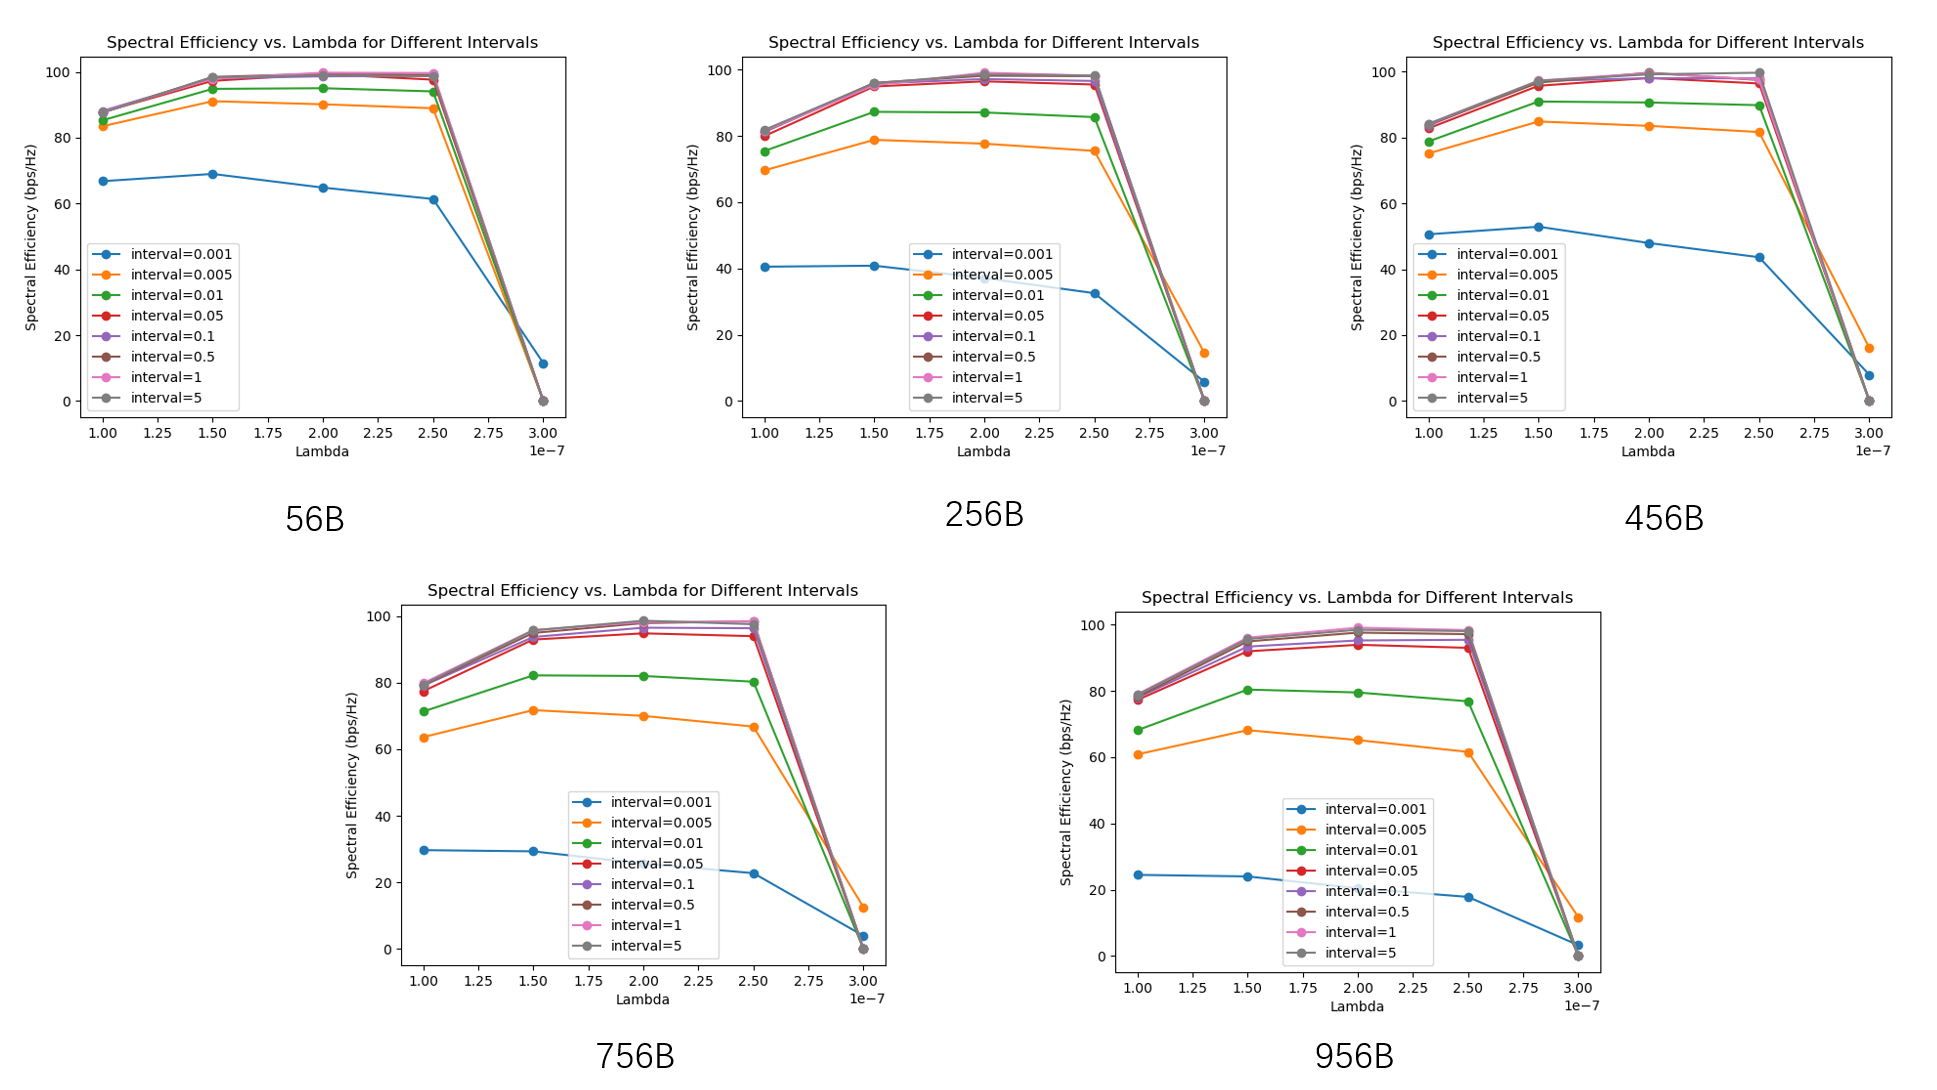 Spectral Efficiency vs. Lambda for Different Intervals
Spectral Efficiency (bps/Hz)
100
80
60
40
20
0
interval=0.001
interval=0.005
interval=0.01
interval=0.05
interval=0.1
interval=0.5
interval=1
interval=5
1.00 1.25 1.50 1.75 2.00 2.25 2.50 2.75 3.00
1e−7
Lambda
56B
Spectral Efficiency vs. Lambda for Different Intervals
Spectral Efficiency (bps/Hz)
100
80
60
40
20
0
interval=0.001
interval=0.005
interval=0.01
interval=0.05
interval=0.1
interval=0.5
interval=1
interval=5
1.00 1.25 1.50 1.75 2.00 2.25 2.50 2.75 3.00
1e−7
Lambda
256B
Spectral Efficiency vs. Lambda for Different Intervals
Spectral Efficiency (bps/Hz)
100
80
60
40
20
0
interval=0.001
interval=0.005
interval=0.01
interval=0.05
interval=0.1
interval=0.5
interval=1
interval=5
1.00 1.25 1.50 1.75 2.00 2.25 2.50 2.75 3.00
1e−7
Lambda
456B
Spectral Efficiency vs. Lambda for Different Intervals
Spectral Efficiency (bps/Hz)
100
80
60
40
20
0
interval=0.001
interval=0.005
interval=0.01
interval=0.05
interval=0.1
interval=0.5
interval=1
interval=5
1.00 1.25 1.50 1.75 2.00 2.25 2.50 2.75 3.00
1e−7
Lambda
756B
Spectral Efficiency vs. Lambda for Different Intervals
Spectral Efficiency (bps/Hz)
100
80
60
40
20
0
interval=0.001
interval=0.005
interval=0.01
interval=0.05
interval=0.1
interval=0.5
interval=1
interval=5
1.00 1.25 1.50 1.75 2.00 2.25 2.50 2.75 3.00
1e−7
Lambda
956B